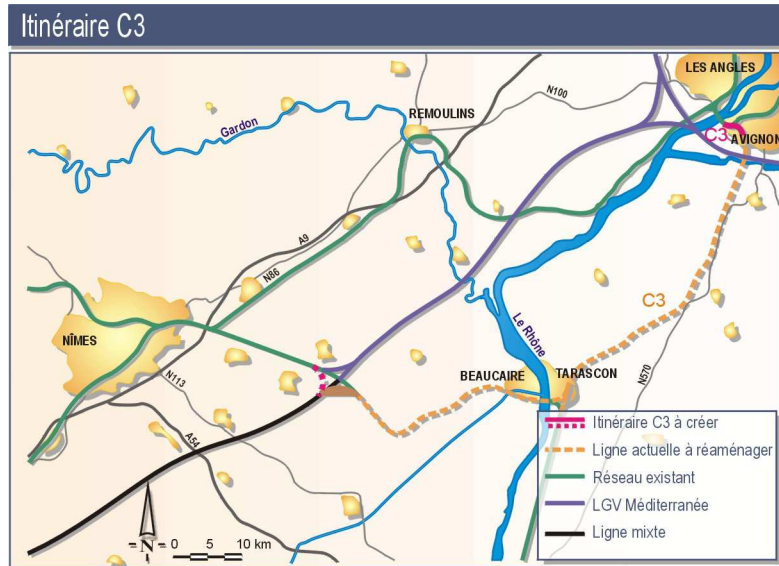 Itinéraire C3
LES ANGLES
N100
REMOULINS
Gardon
C3
AVIGNON
A9
N86
C3
NÎMES
Le Rhône
BEAUCAIRE
TARASCON
N113
N570
A54
Itinéraire C3 à créer
Ligne actuelle à réaménager
Réseau existant
LGV Méditerranée
Ligne mixte
N
0 5 10 km